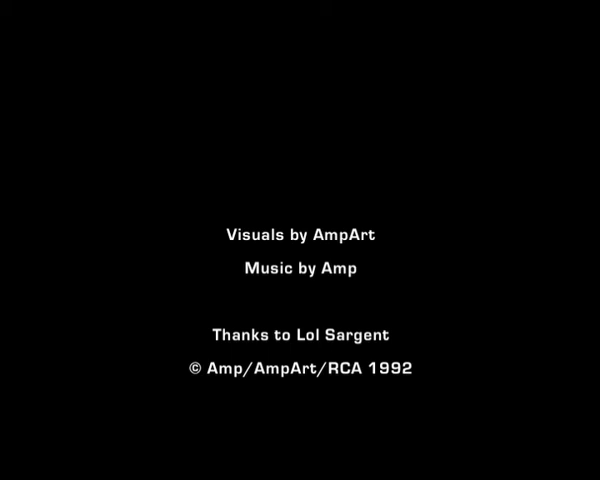 Visuals by AmpArt
Music by Amp
Thanks to Lol Sargent
© Amp/AmpArt/RCA 1992